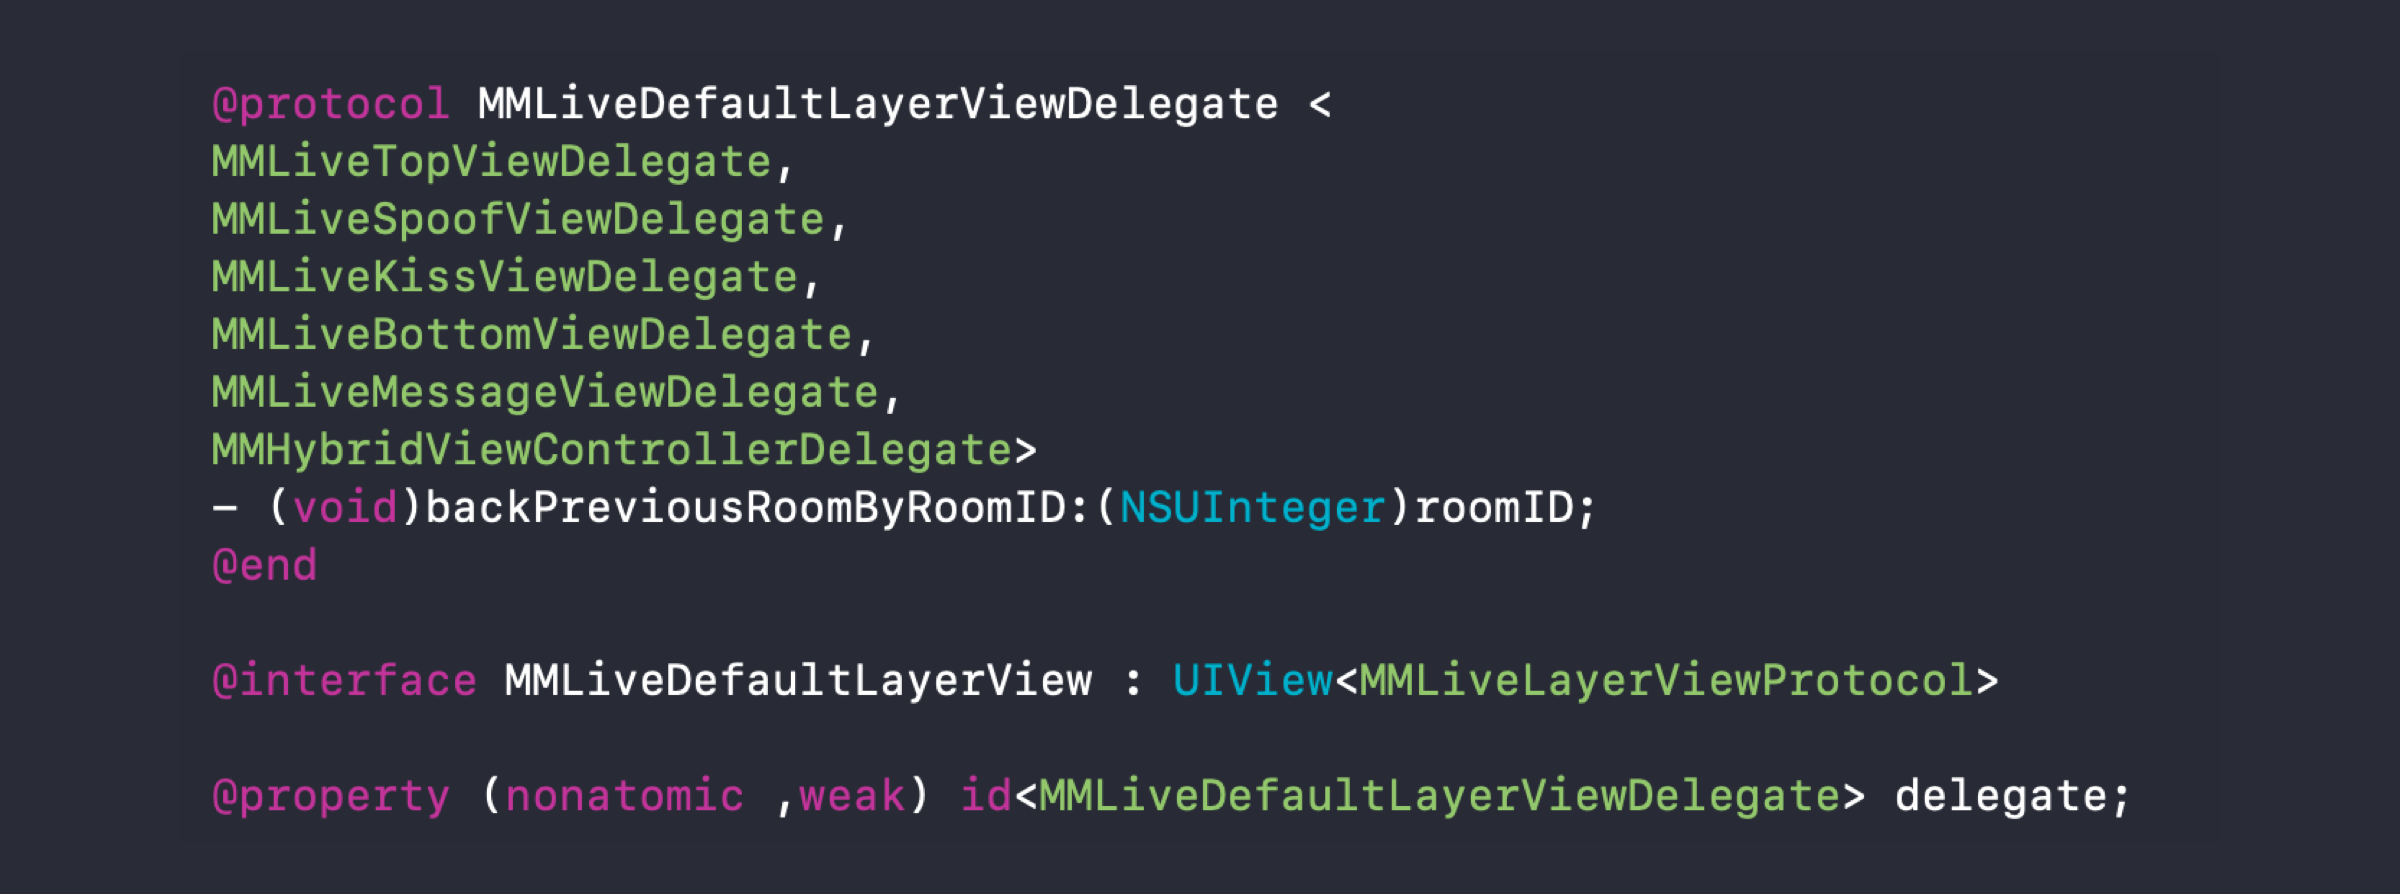 @protocol MMLiveDefaultLayerViewDelegate <
MMLiveTopViewDelegate,
MMLiveSpoofViewDelegate,
MMLiveKissViewDelegate,
MMLiveBottomViewDelegate,
MMLiveMessageViewDelegate,
MMHybridViewControllerDelegate>
- (void)backPreviousRoomByRoomID:(NSUInteger)roomID;
@end
@interface MMLiveDefaultLayerView : UIView<MMLiveLayerViewProtocol>
@property (nonatomic ,weak) id<MMLiveDefaultLayerViewDelegate> delegate;